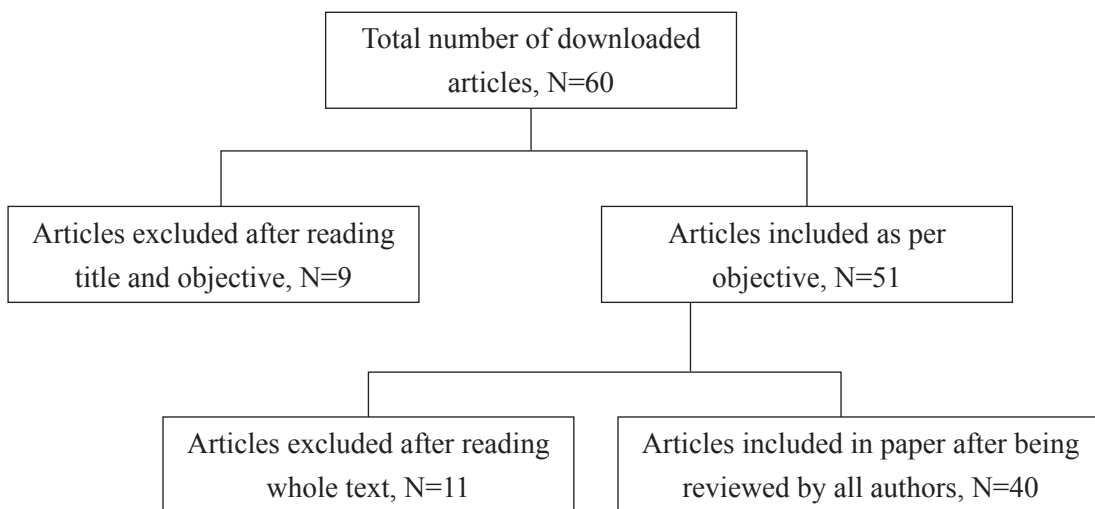 Total number of downloaded
articles, N=60
Articles excluded after reading
title and objective, N=9
Articles included as per
objective, N=51
Articles excluded after reading
whole text, N=11
Articles included in paper after being
reviewed by all authors, N=40